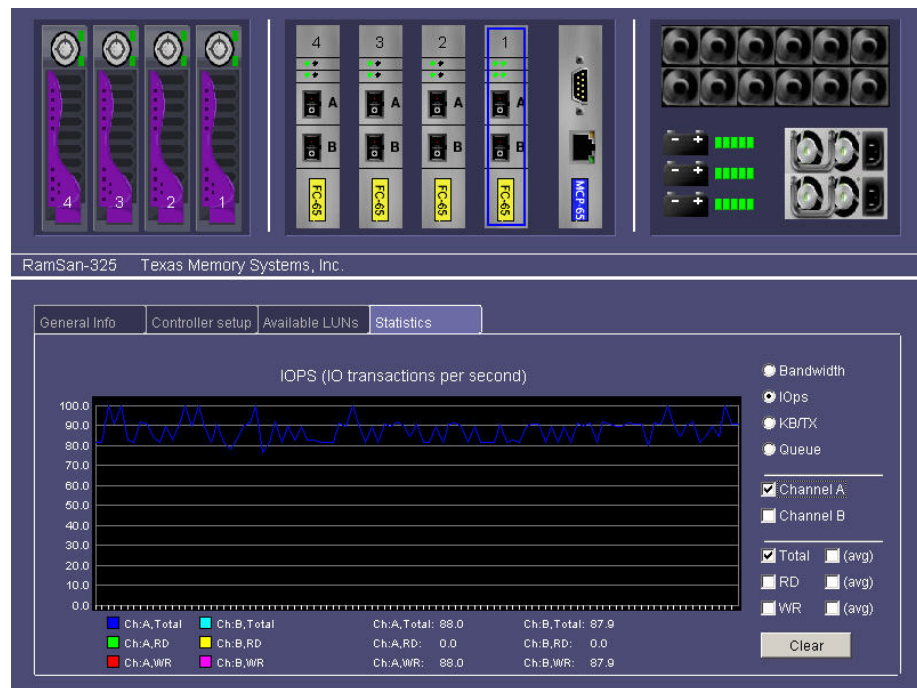 4 3 2 1
4 3 2 1
A A A A
B B B B
FC-65 FC-65 FC-65 FC-65 MCP-65
- +
- +
- +
RamSan-325 Texas Memory Systems, Inc.
General Info Controller setup Available LUNs Statistics
IOPS (IO transactions per second)
100.0
90.0
80.0
70.0
60.0
50.0
40.0
30.0
20.0
10.0
0.0
Ch:A,Total Ch:B,Total Ch:A,Total: 88.0 Ch:B,Total: 87.9
Ch:A,RD Ch:B,RD Ch:A,RD: 0.0 Ch:B,RD: 0.0
Ch:A,WR Ch:B,WR Ch:A,WR: 88.0 Ch:B,WR: 87.9
Bandwidth
IOps
KB/TX
Queue
Channel A
Channel B
Total (avg)
RD (avg)
WR (avg)
Clear